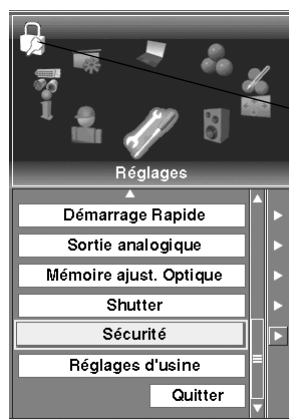 Réglages
Démarrage Rapide
Sortie analogique
Mémoire ajust. Optique
Shutter
Sécurité
Réglages d'usine
Quitter